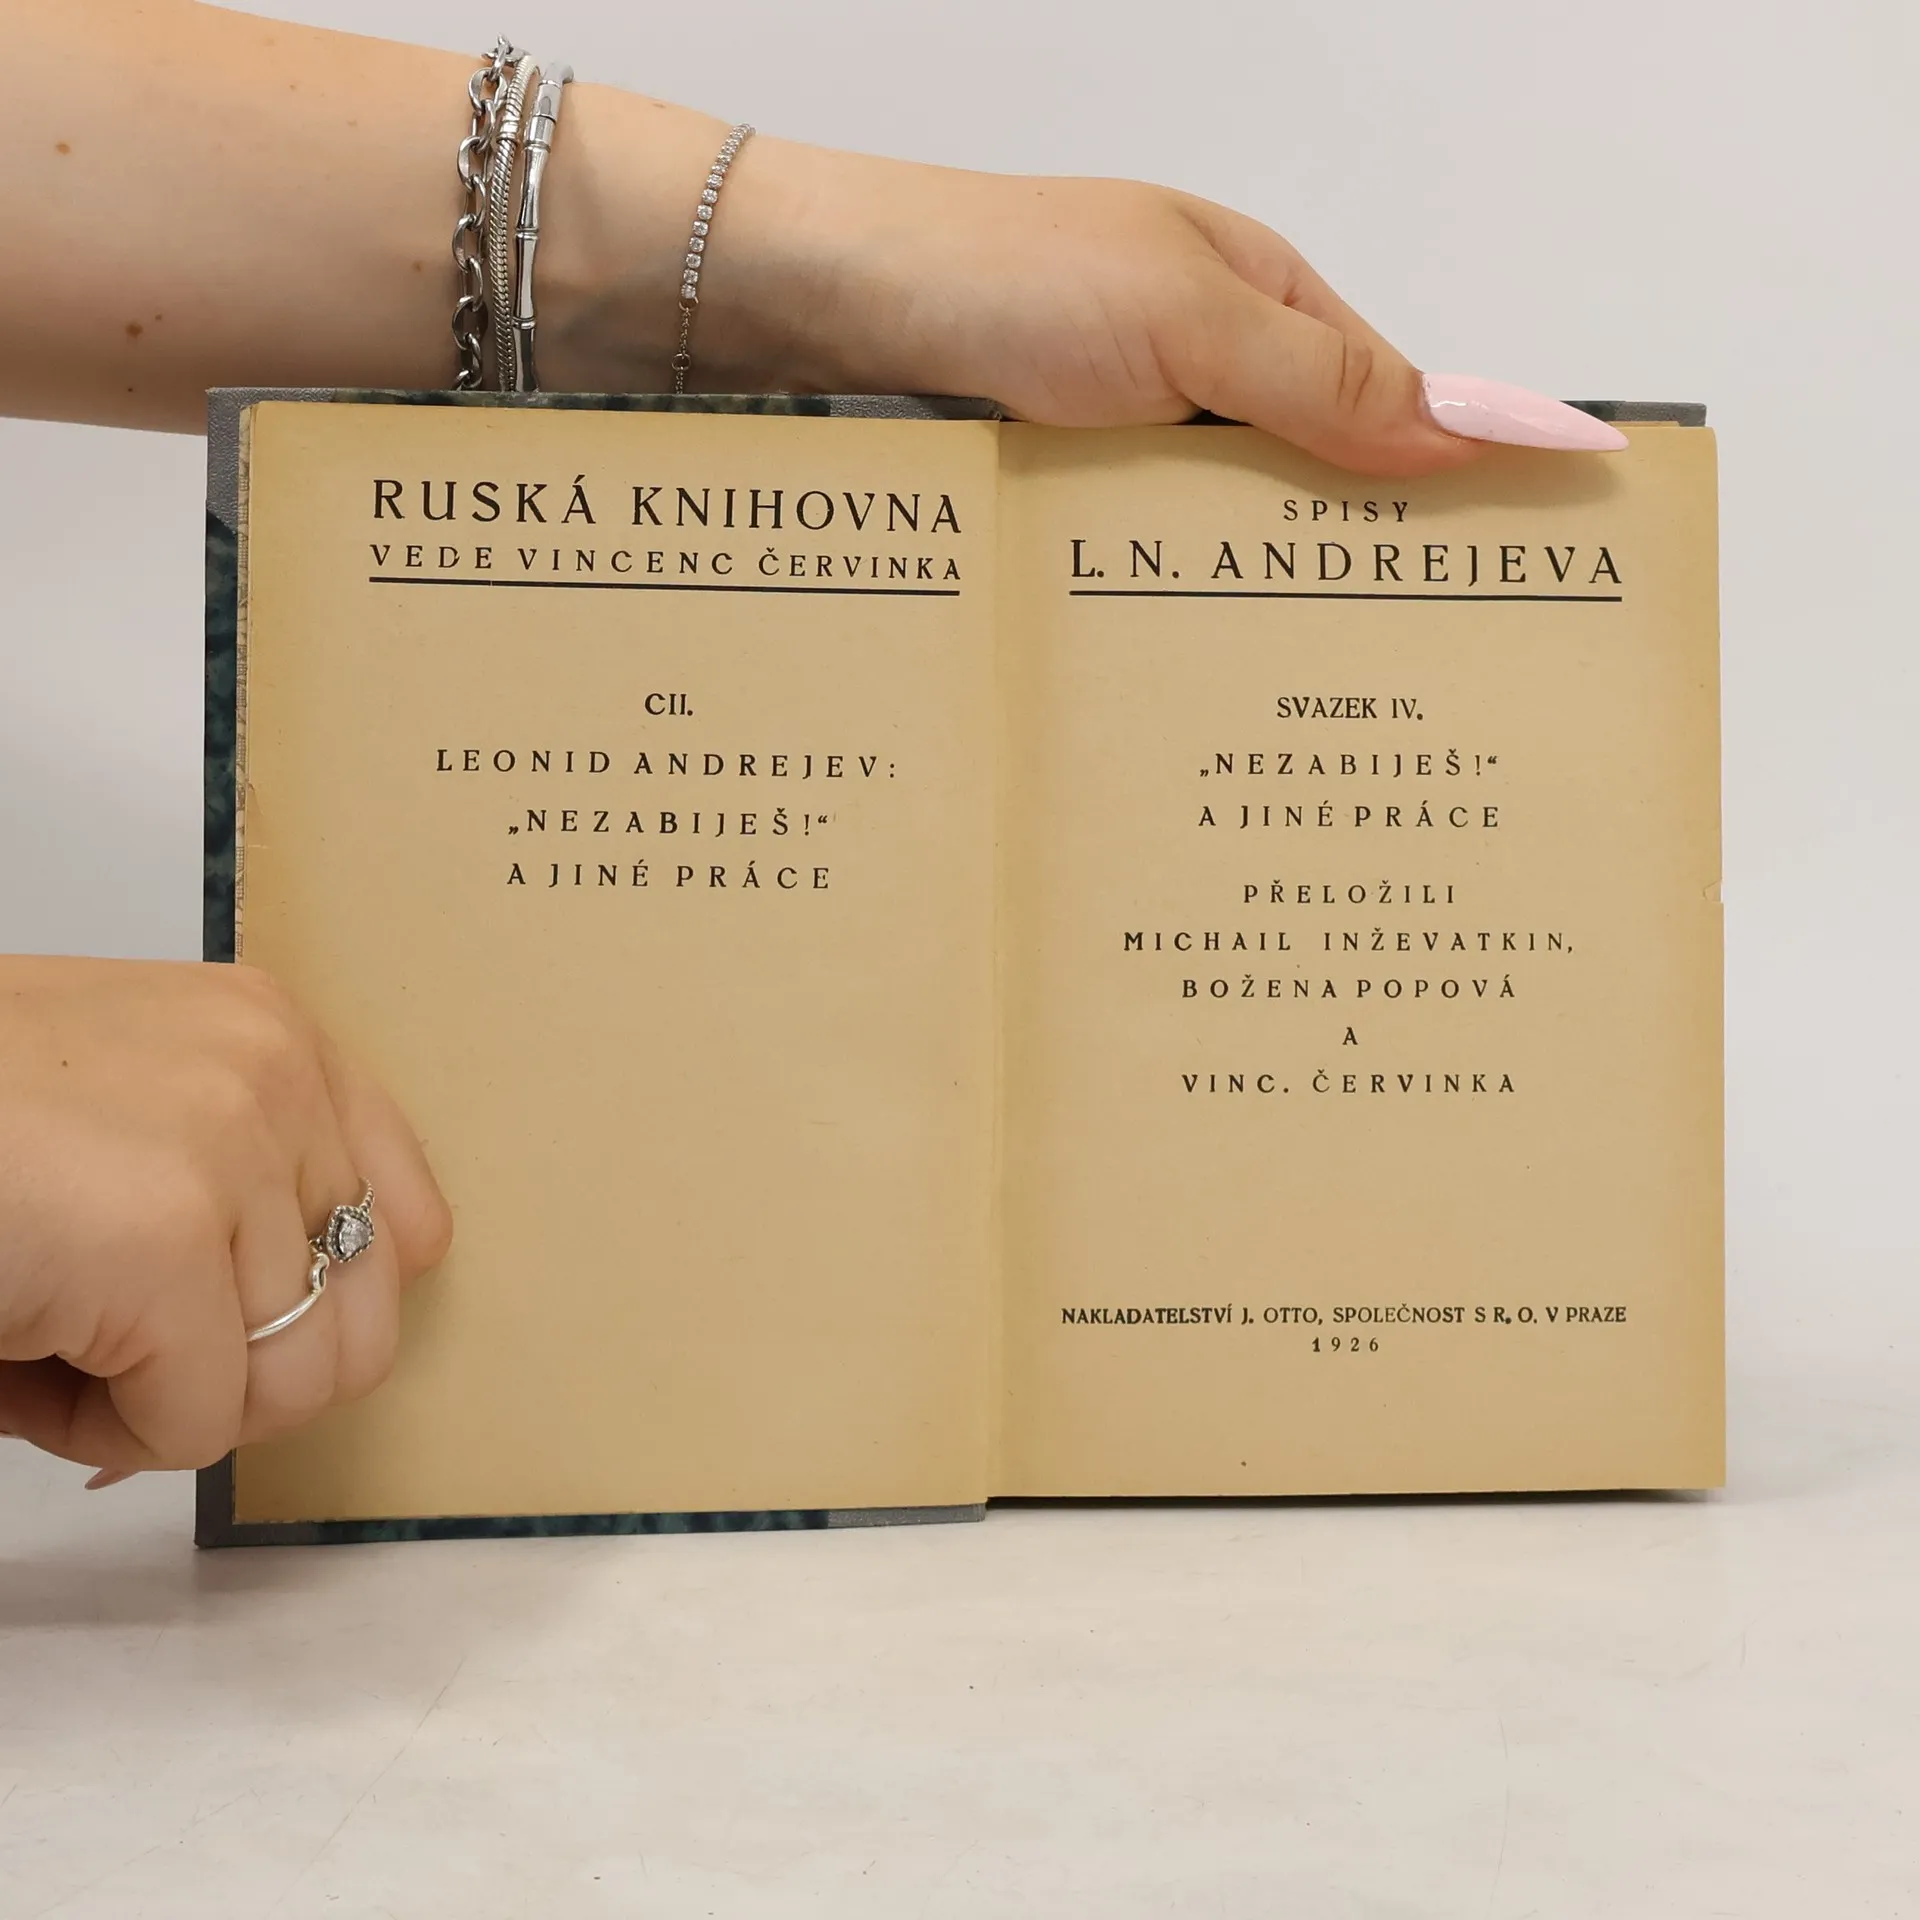 RUSKÁ KNIHOVNA
VEDE VINCENC ČERVINKA
CII.
LEONID ANDREJEV:
„NEZABIJEŠ!“
A JINÉ PRÁCE
SPISY
L. N. ANDREJEVA
SVAZEK IV.
„NEZABIJEŠ!“
A JINÉ PRÁCE
PŘELOŽILI
MICHAIL INŽEVATKIN,
BOŽENA POPOVÁ
A
VINC. ČERVINKA
NAKLADATELSTVÍ J. OTTO, SPOLEČNOST S R. O. V PRAZE
1926